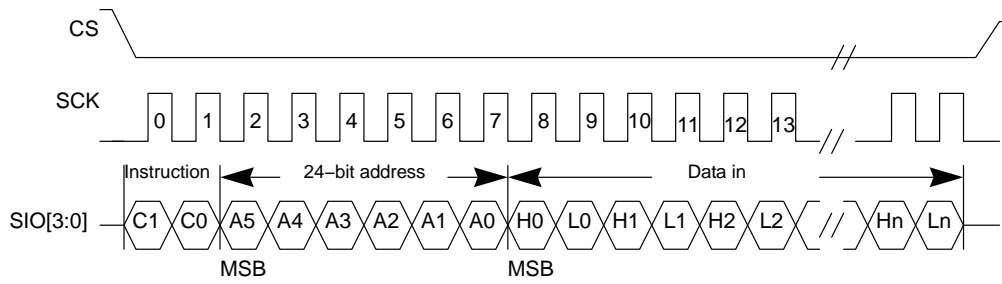 CS
SCK
0 1 2 3 4 5 6 7 8 9 10 11 12 13
Instruction 24−bit address Data in
SIO[3:0] C1 C0 A5 A4 A3 A2 A1 A0 H0 L0 H1 L1 H2 L2 Hn Ln
MSB MSB